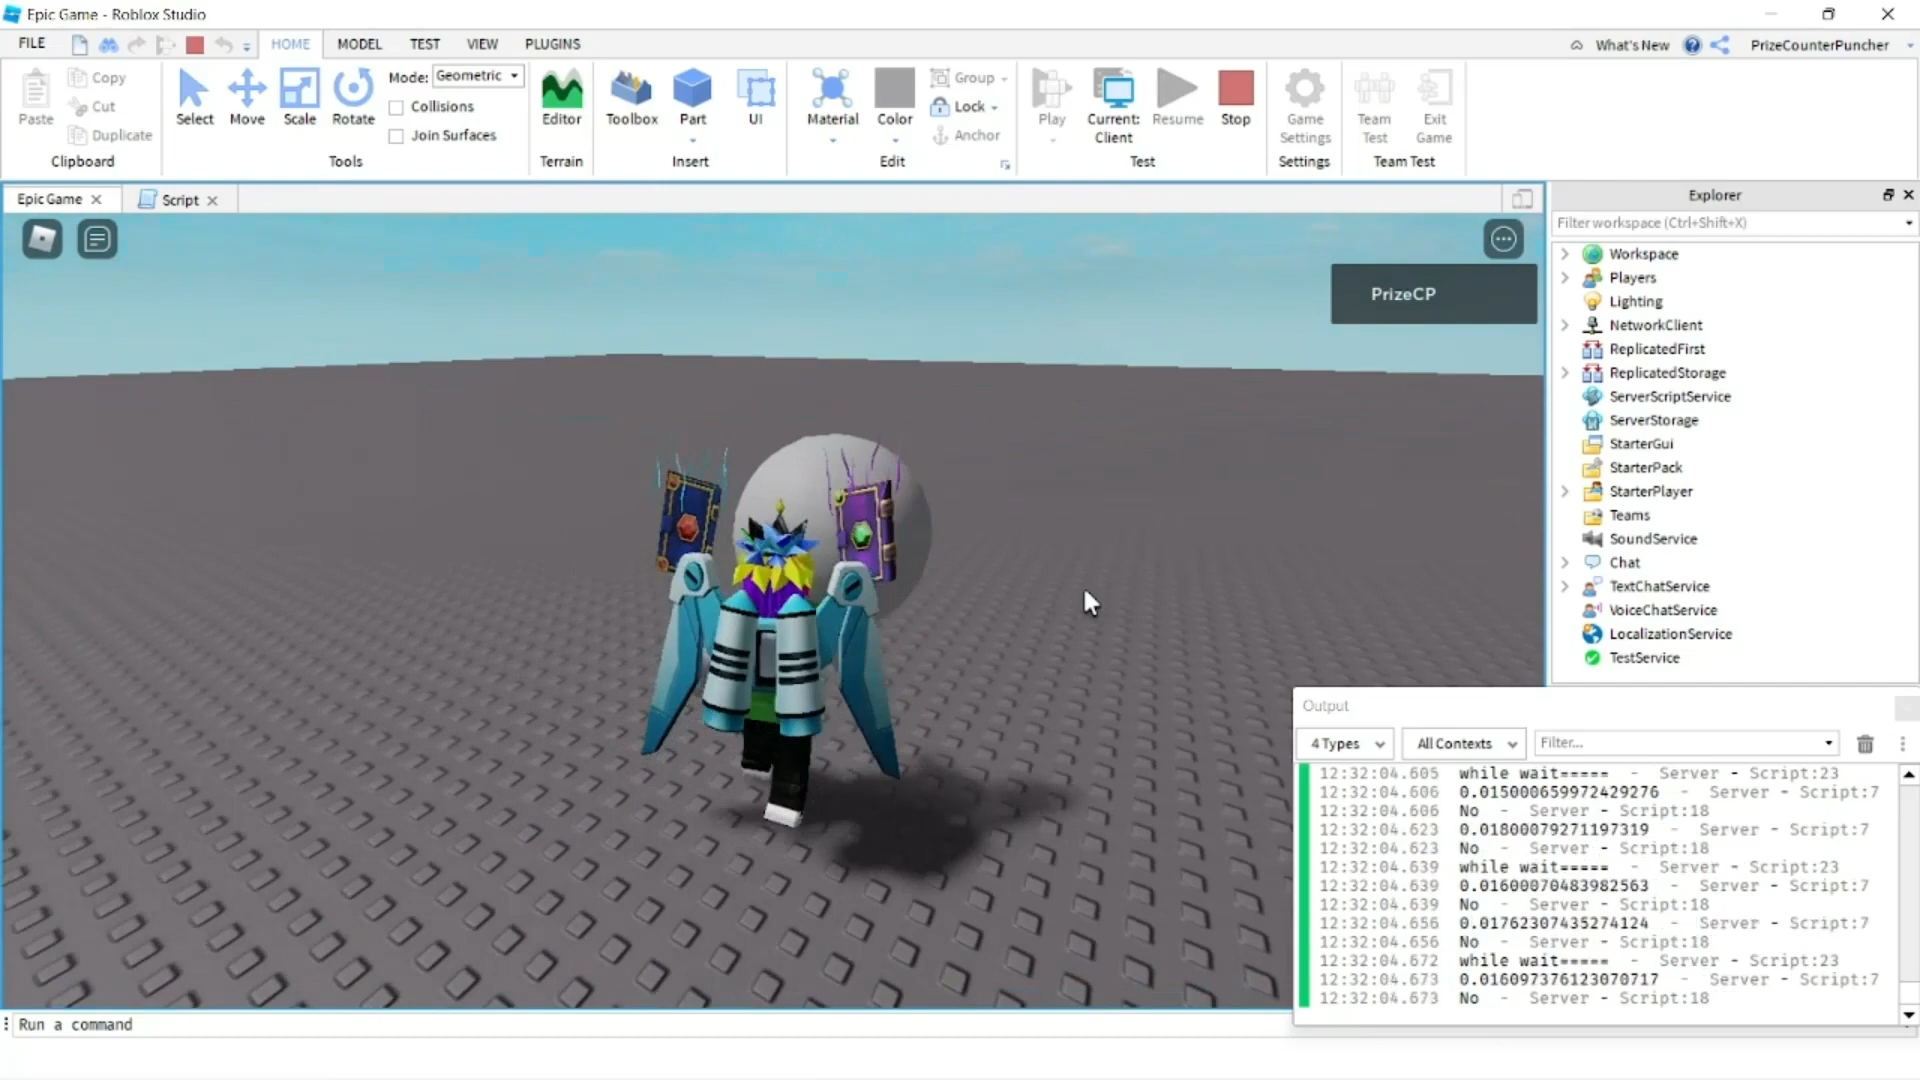 Epic Game - Roblox Studio
FILE HOME MODEL TEST VIEW PLUGINS What's New PrizeCounterPuncher
Paste Copy Cut Duplicate Clipboard
Select Move Scale Rotate Mode: Geometric Collisions Join Surfaces Tools
Editor Terrain
Toolbox Part UI Insert
Material Color Group Lock Anchor Edit
Play Current: Client Resume Stop Test
Game Settings Settings
Team Test Exit Game Team Test
Epic Game Script
PrizeCP
Explorer
Filter workspace (Ctrl+Shift+X)
Workspace
Players
Lighting
NetworkClient
ReplicatedFirst
ReplicatedStorage
ServerScriptService
ServerStorage
StarterGui
StarterPack
StarterPlayer
Teams
SoundService
Chat
TextChatService
VoiceChatService
LocalizationService
TestService
Output
4 Types All Contexts Filter...
12:32:04.605 while wait===== - Server - Script:23
12:32:04.606 0.015000659972429276 - Server - Script:7
12:32:04.606 No - Server - Script:18
12:32:04.623 0.01800079271197319 - Server - Script:7
12:32:04.623 No - Server - Script:18
12:32:04.639 while wait===== - Server - Script:23
12:32:04.639 0.01600070483982563 - Server - Script:7
12:32:04.639 No - Server - Script:18
12:32:04.656 0.01762307435274124 - Server - Script:7
12:32:04.656 No - Server - Script:18
12:32:04.672 while wait===== - Server - Script:23
12:32:04.673 0.016097376123070717 - Server - Script:7
12:32:04.673 No - Server - Script:18
Run a command